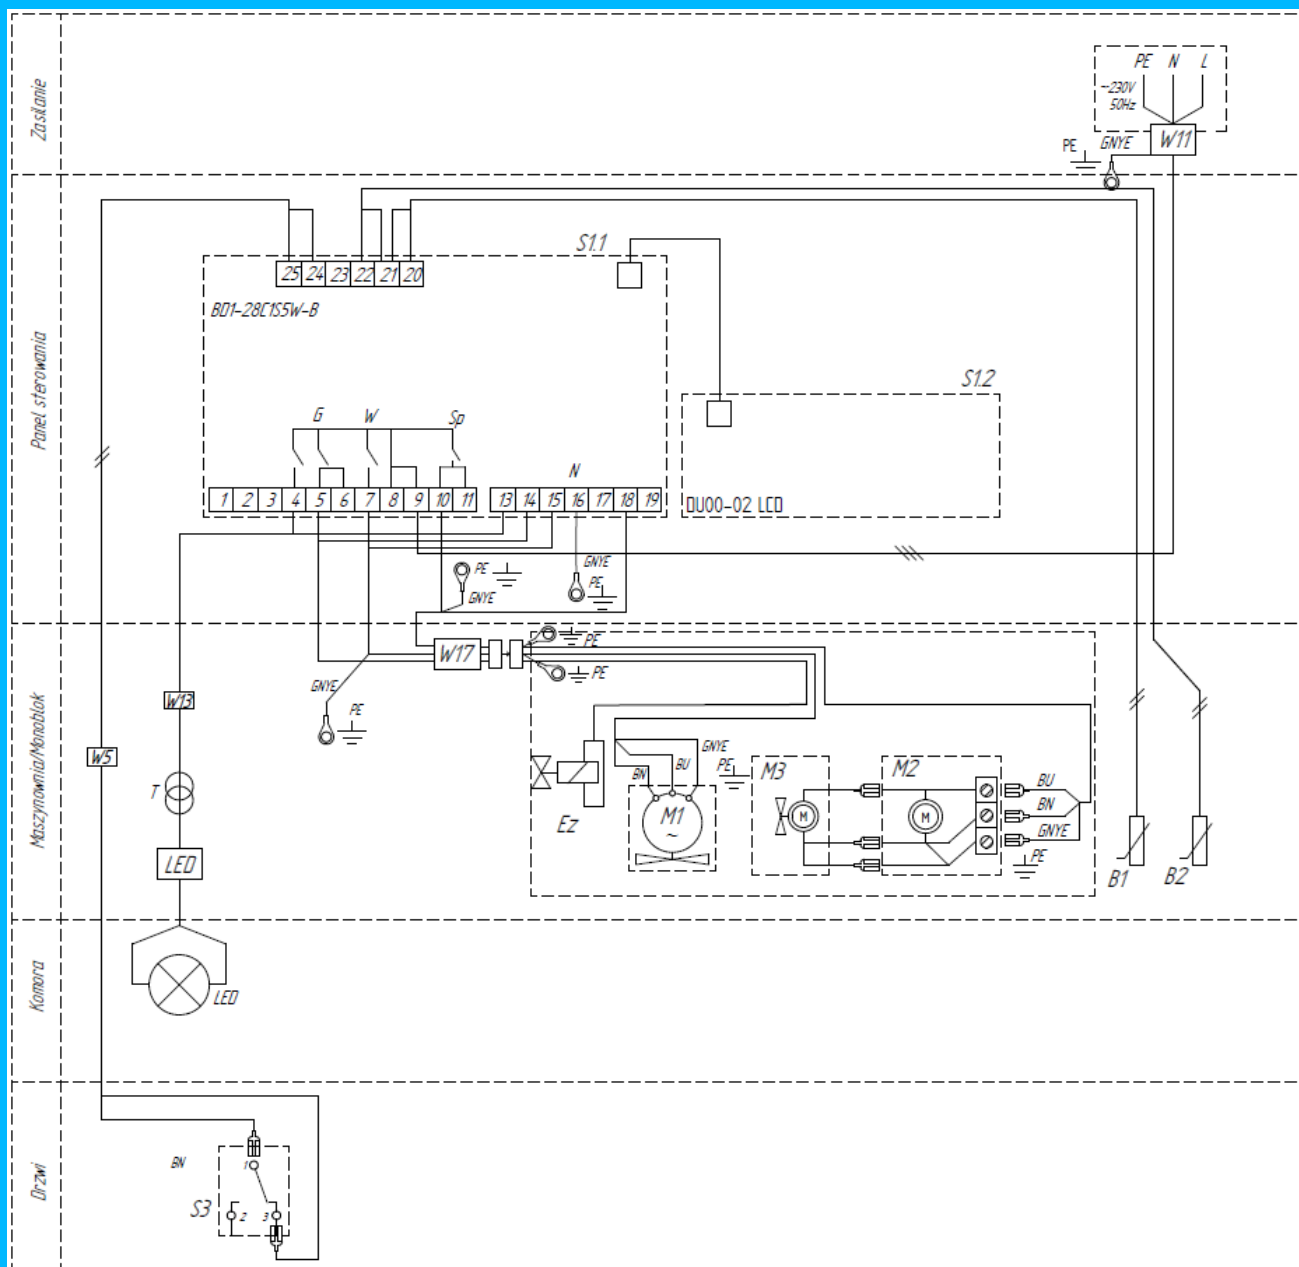 Zasilanie
PE N L
~230V
50Hz
W11
PE
GNYE
Panel sterowania
S1.1
25 24 23 22 21 20
BD1-28C1S5W-B
S1.2
G W Sp
N
1 2 3 4 5 6 7 8 9 10 11
13 14 15 16 17 18 19
DU00-02 LCD
PE
GNYE
GNYE
PE
Maszynownia/Monoblok
W17
PE
PE
GNYE
PE
W13
W5
T
LED
Ez
BN
BU
GNYE
M1
~
PE
M3
M
M2
M
BU
BN
GNYE
PE
B1
B2
Komora
LED
Drzwi
BN
1
S3
2
3